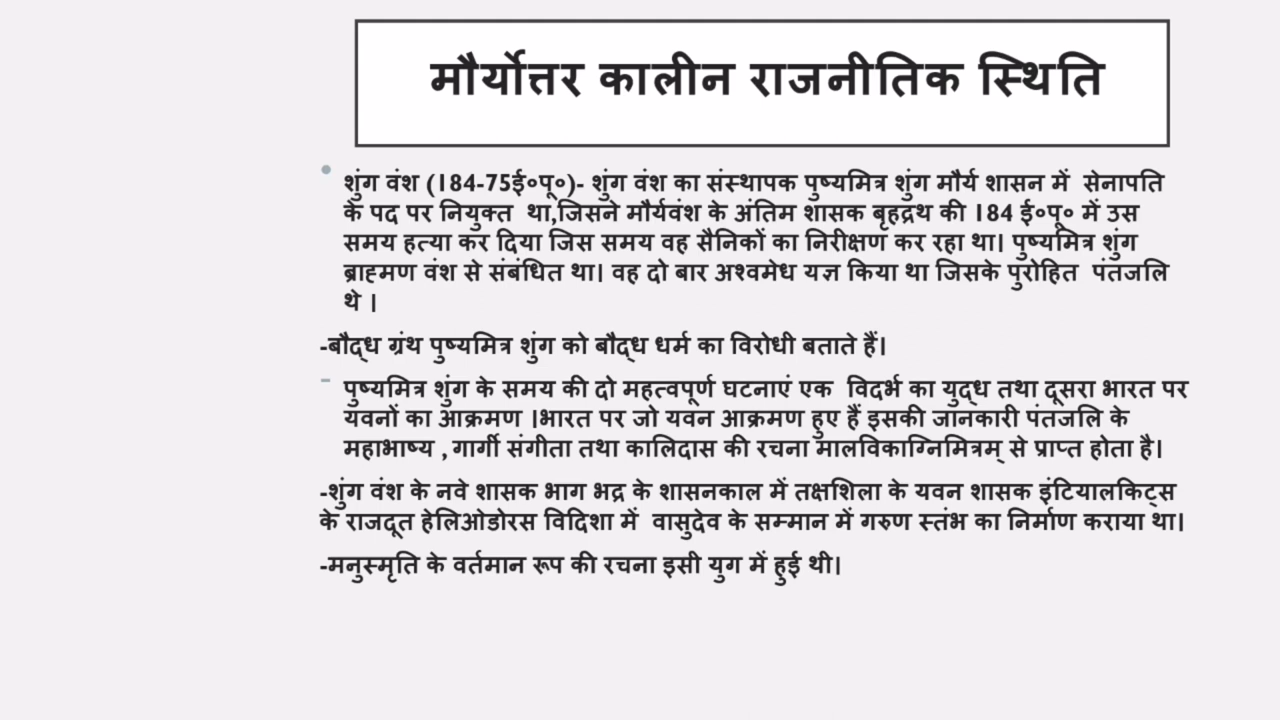 मौर्योत्तर कालीन राजनीतिक स्थिति
• शुंग वंश (184-75ई०पू०)- शुंग वंश का संस्थापक पुष्यमित्र शुंग मौर्य शासन में सेनापति
के पद पर नियुक्त था,जिसने मौर्यवंश के अंतिम शासक बृहद्रथ की 184 ई०पू० में उस
समय हत्या कर दिया जिस समय वह सैनिकों का निरीक्षण कर रहा था। पुष्यमित्र शुंग
ब्राह्मण वंश से संबंधित था। वह दो बार अश्वमेध यज्ञ किया था जिसके पुरोहित पंतजलि
थे ।
-बौद्ध ग्रंथ पुष्यमित्र शुंग को बौद्ध धर्म का विरोधी बताते हैं।
- पुष्यमित्र शुंग के समय की दो महत्वपूर्ण घटनाएं एक विदर्भ का युद्ध तथा दूसरा भारत पर
यवनों का आक्रमण ।भारत पर जो यवन आक्रमण हुए हैं इसकी जानकारी पंतजलि के
महाभाष्य , गार्गी संगीता तथा कालिदास की रचना मालविकाग्निमित्रम् से प्राप्त होता है।
-शुंग वंश के नवे शासक भाग भद्र के शासनकाल में तक्षशिला के यवन शासक इंटियालकिट्स
के राजदूत हेलिओडोरस विदिशा में वासुदेव के सम्मान में गरुण स्तंभ का निर्माण कराया था।
-मनुस्मृति के वर्तमान रूप की रचना इसी युग में हुई थी।